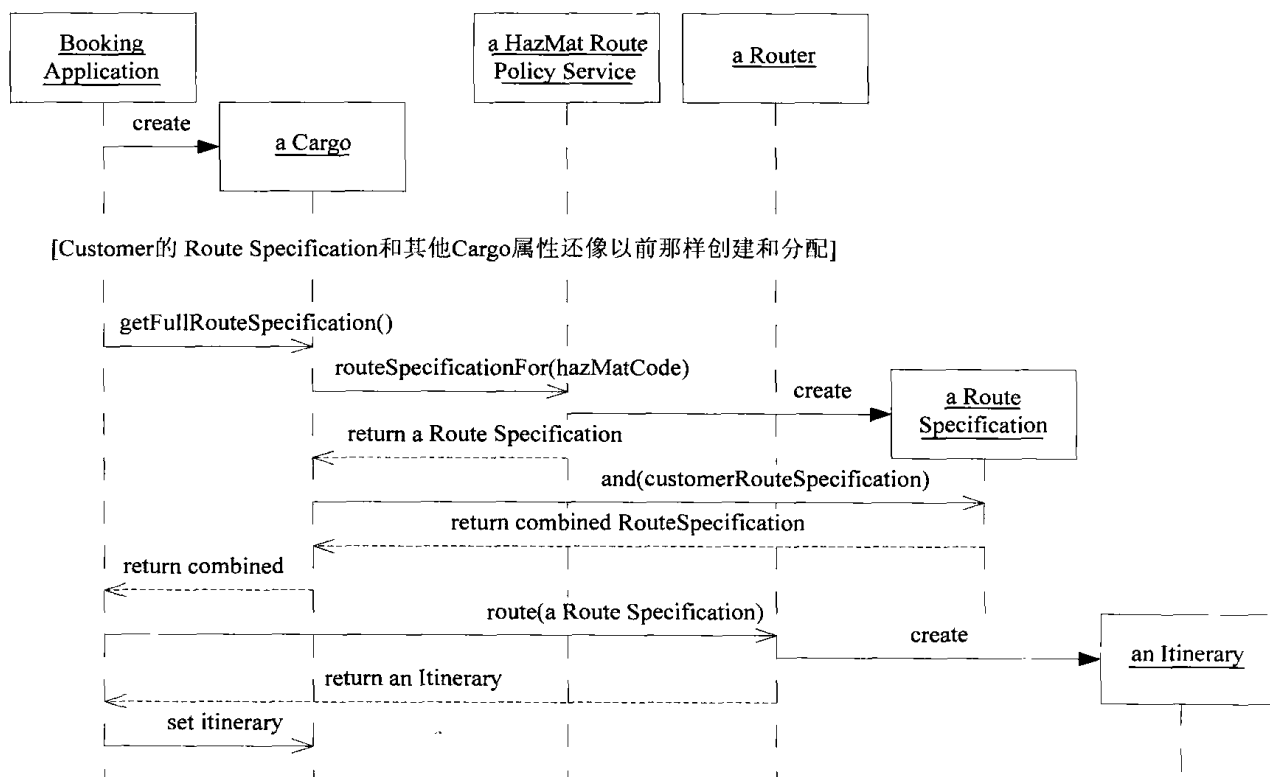 Booking
Application
a HazMat Route
Policy Service
a Router
create
a Cargo
[Customer的 Route Specification和其他Cargo属性还像以前那样创建和分配]
getFullRouteSpecification()
routeSpecificationFor(hazMatCode)
create
a Route
Specification
return a Route Specification
and(customerRouteSpecification)
return combined RouteSpecification
return combined
route(a Route Specification)
create
an Itinerary
return an Itinerary
set itinerary